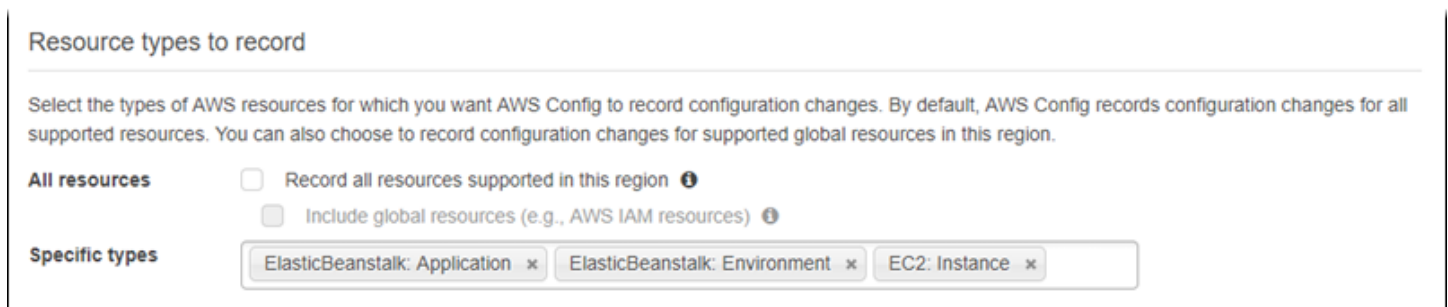 Resource types to record
Select the types of AWS resources for which you want AWS Config to record configuration changes. By default, AWS Config records configuration changes for all
supported resources. You can also choose to record configuration changes for supported global resources in this region.
All resources Record all resources supported in this region
Include global resources (e.g., AWS IAM resources)
Specific types ElasticBeanstalk: Application × ElasticBeanstalk: Environment × EC2: Instance ×